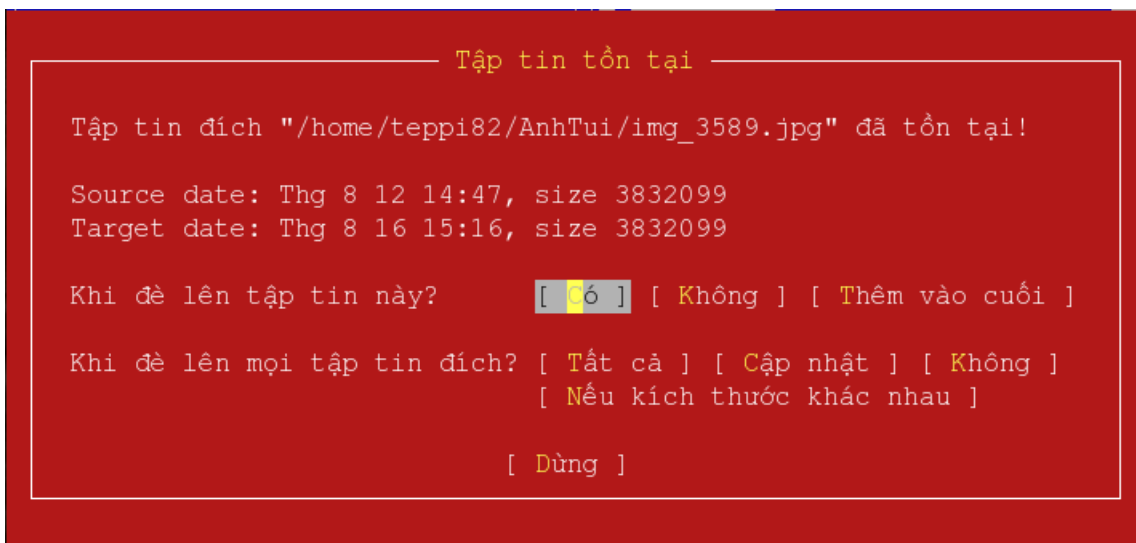 Tập tin tồn tại
Tập tin đích "/home/teppi82/AnhTui/img_3589.jpg" đã tồn tại!
Source date: Thg 8 12 14:47, size 3832099
Target date: Thg 8 16 15:16, size 3832099
Khi đè lên tập tin này? [ Có ] [ Không ] [ Thêm vào cuối ]
Khi đè lên mọi tập tin đích? [ Tất cả ] [ Cập nhật ] [ Không ]
[ Nếu kích thước khác nhau ]
[ Dừng ]